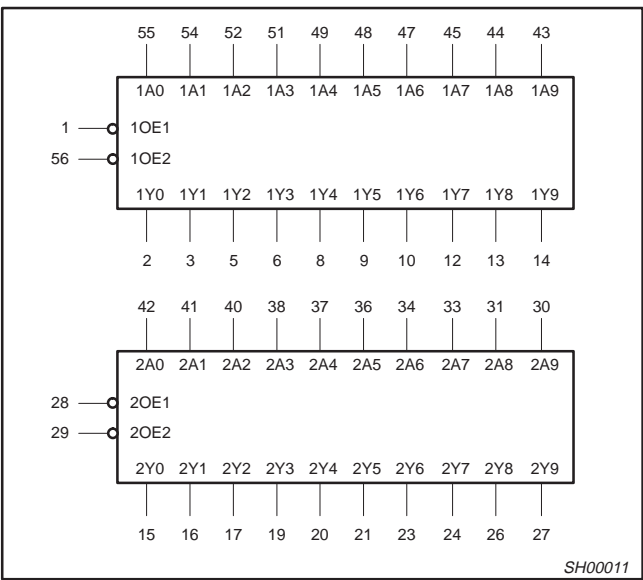 55 54 52 51 49 48 47 45 44 43
1A0 1A1 1A2 1A3 1A4 1A5 1A6 1A7 1A8 1A9
1 1OE1
56 1OE2
1Y0 1Y1 1Y2 1Y3 1Y4 1Y5 1Y6 1Y7 1Y8 1Y9
2 3 5 6 8 9 10 12 13 14
42 41 40 38 37 36 34 33 31 30
2A0 2A1 2A2 2A3 2A4 2A5 2A6 2A7 2A8 2A9
28 2OE1
29 2OE2
2Y0 2Y1 2Y2 2Y3 2Y4 2Y5 2Y6 2Y7 2Y8 2Y9
15 16 17 19 20 21 23 24 26 27
SH00011